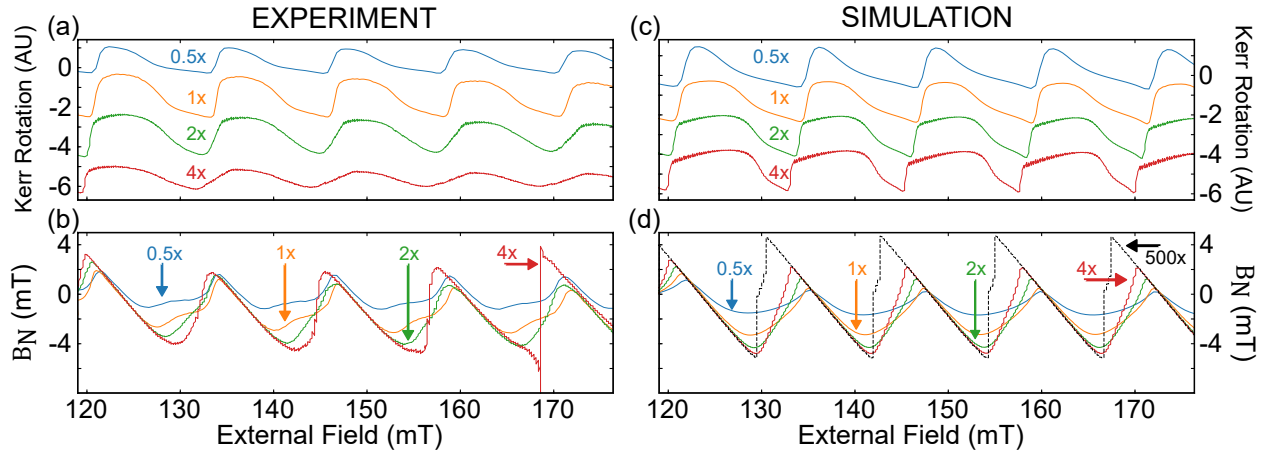 EXPERIMENT
SIMULATION
(a)
(c)
Kerr Rotation (AU)
0
-2
-4
-6
0.5x
1x
2x
4x
0.5x
1x
2x
4x
0
-2
-4
-6
Kerr Rotation (AU)
(b)
(d)
B_N (mT)
4
0
-4
0.5x
1x
2x
4x
0.5x
1x
2x
4x
500x
4
0
-4
B_N (mT)
120 130 140 150 160 170
120 130 140 150 160 170
External Field (mT)
External Field (mT)